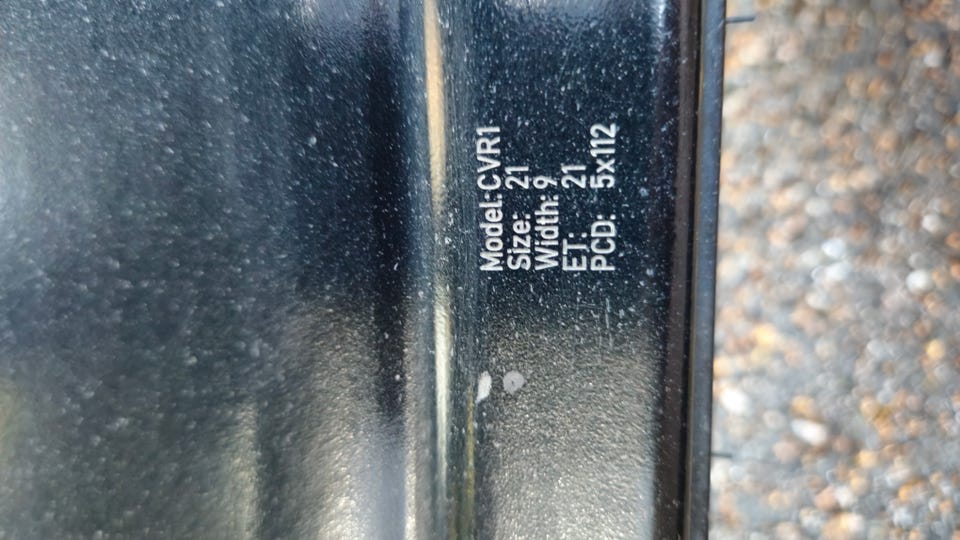 Model: CVR1
Size: 21
Width: 9
ET: 21
PCD: 5x112